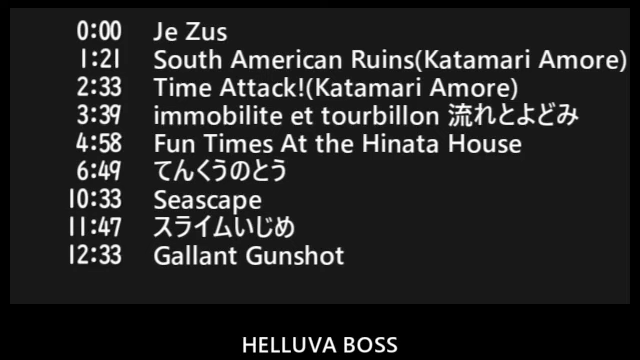 0:00 Je Zus
1:21 South American Ruins(Katamari Amore)
2:33 Time Attack!(Katamari Amore)
3:39 immobilite et tourbillon 流れとよどみ
4:58 Fun Times At the Hinata House
6:49 てんくうのとう
10:33 Seascape
11:47 スライムいじめ
12:33 Gallant Gunshot
HELLUVA BOSS